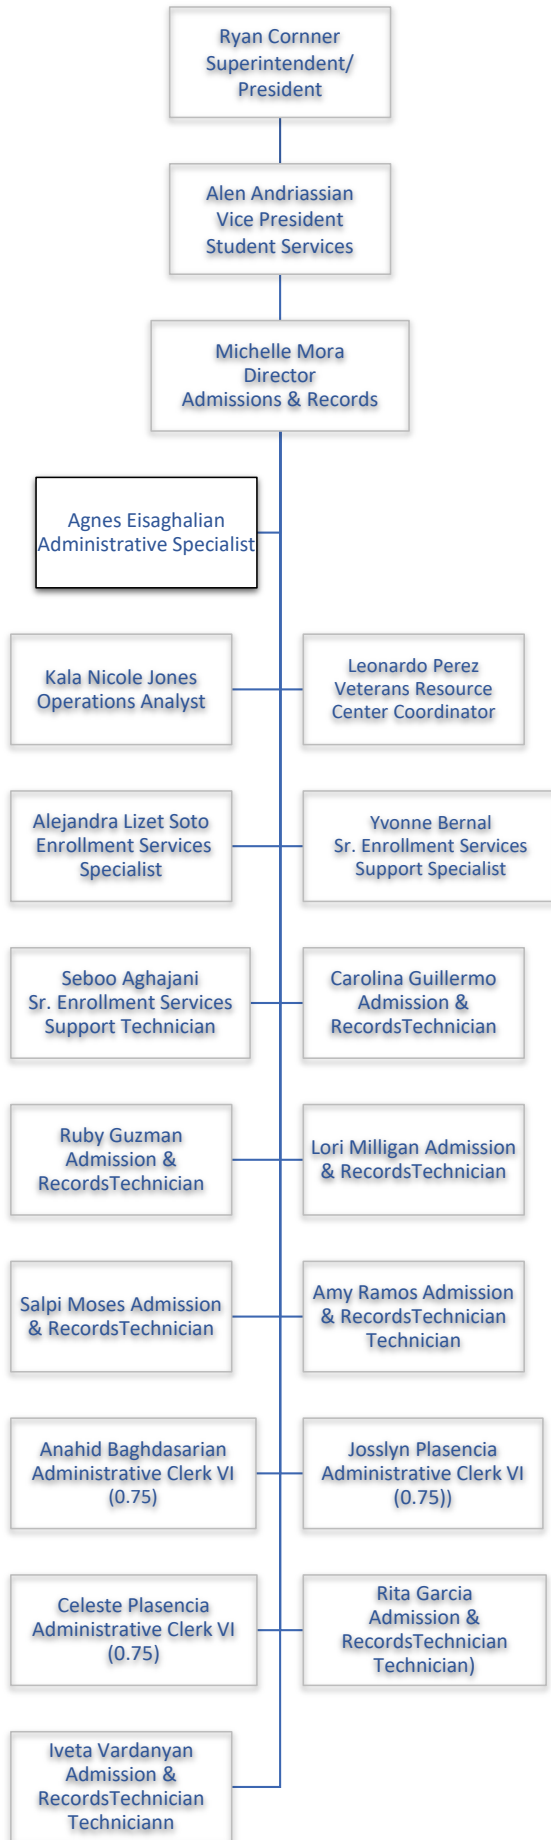 Ryan Cornner
Superintendent/
President
Alen Andriassian
Vice President
Student Services
Michelle Mora
Director
Admissions & Records
Agnes Eisaghalian
Administrative Specialist
Kala Nicole Jones
Operations Analyst
Leonardo Perez
Veterans Resource
Center Coordinator
Alejandra Lizet Soto
Enrollment Services
Specialist
Yvonne Bernal
Sr. Enrollment Services
Support Specialist
Seboo Aghajani
Sr. Enrollment Services
Support Technician
Carolina Guillermo
Admission &
RecordsTechnician
Ruby Guzman
Admission &
RecordsTechnician
Lori Milligan Admission
& RecordsTechnician
Salpi Moses Admission
& RecordsTechnician
Amy Ramos Admission
& RecordsTechnician
Technician
Anahid Baghdasarian
Administrative Clerk VI
(0.75)
Josslyn Plasencia
Administrative Clerk VI
(0.75))
Celeste Plasencia
Administrative Clerk VI
(0.75)
Rita Garcia
Admission &
RecordsTechnician
Technician)
Iveta Vardanyan
Admission &
RecordsTechnician
Techniciann